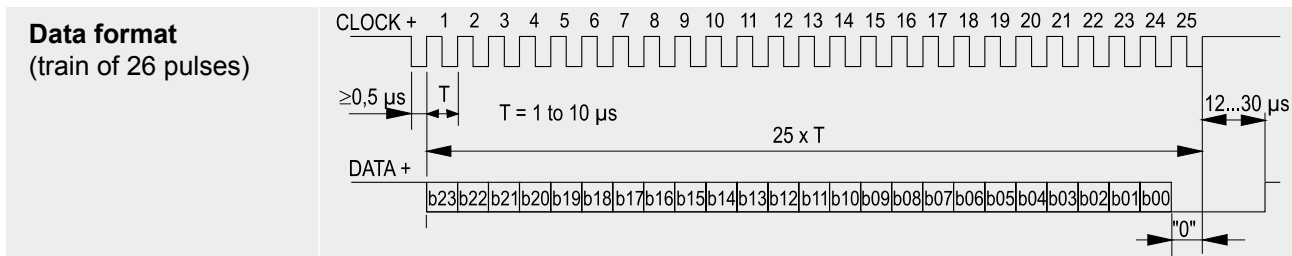 Data format
(train of 26 pulses)
CLOCK + 1 2 3 4 5 6 7 8 9 10 11 12 13 14 15 16 17 18 19 20 21 22 23 24 25
≥0,5 µs T T = 1 to 10 µs 12...30 µs
25 x T
DATA +
b23 b22 b21 b20 b19 b18 b17 b16 b15 b14 b13 b12 b11 b10 b09 b08 b07 b06 b05 b04 b03 b02 b01 b00
"0"